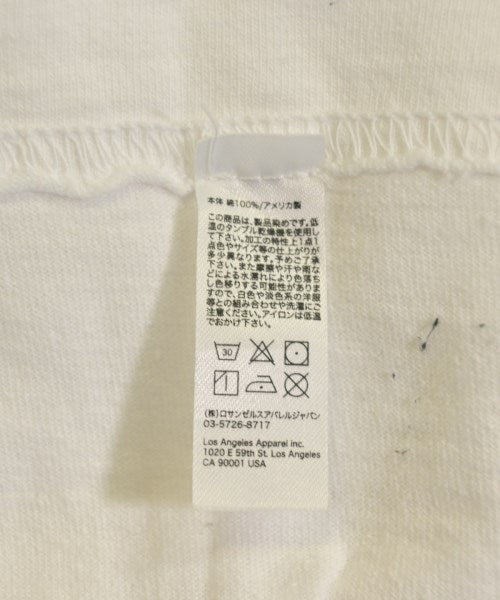 本体 綿100%/アメリカ製
この商品は、製品染めです。低
温のタンブル乾燥機を使用し
て下さい。加工の特性上1点1
点色やサイズ等の仕上がりが
多少異なります。予めご了承
下さい。また摩擦や汗や雨な
どによる水濡れにより色落ち
し色移りする可能性がありま
すので、白色や淡色系の洋服
等との組み合わせや洗濯にご
注意ください。アイロンは低温
でおかけ下さい。
30
(株)ロサンゼルスアパレルジャパン
03-5726-8717
Los Angeles Apparel inc.
1020 E 59th St. Los Angeles
CA 90001 USA